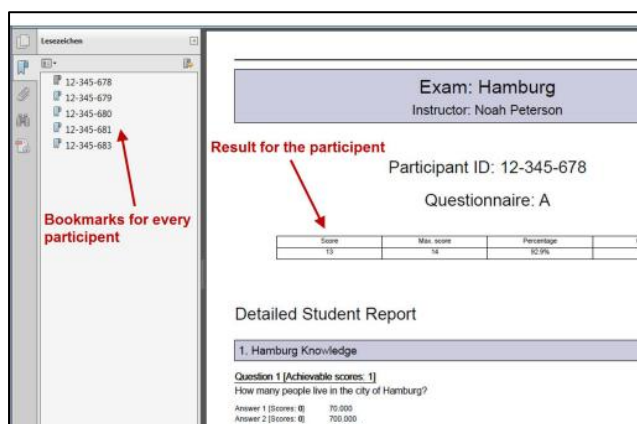 Lesezeichen
12-345-678
12-345-679
12-345-680
12-345-681
12-345-683
Bookmarks for every
participent
Exam: Hamburg
Instructor: Noah Peterson
Result for the participent
Participant ID: 12-345-678
Questionnaire: A
Score Max. score Percentage
13 14 92.9%
Detailed Student Report
1. Hamburg Knowledge
Question 1 [Achievable scores: 1]
How many people live in the city of Hamburg?
Answer 1 [Scores: 0] 70.000
Answer 2 [Scores: 0] 700.000